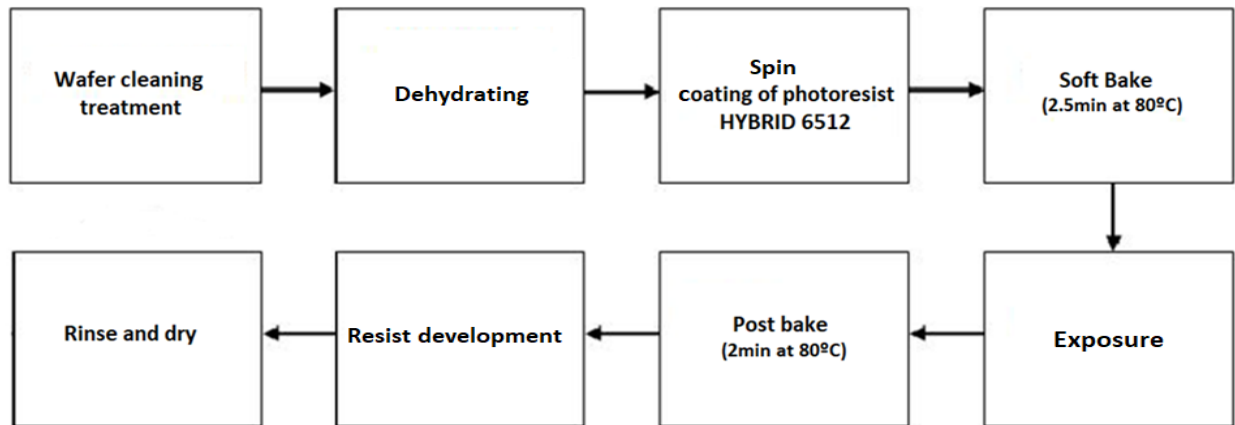 Wafer cleaning
treatment
Dehydrating
Spin
coating of photoresist
HYBRID 6512
Soft Bake
(2.5min at 80ºC)
Exposure
Post bake
(2min at 80ºC)
Resist development
Rinse and dry